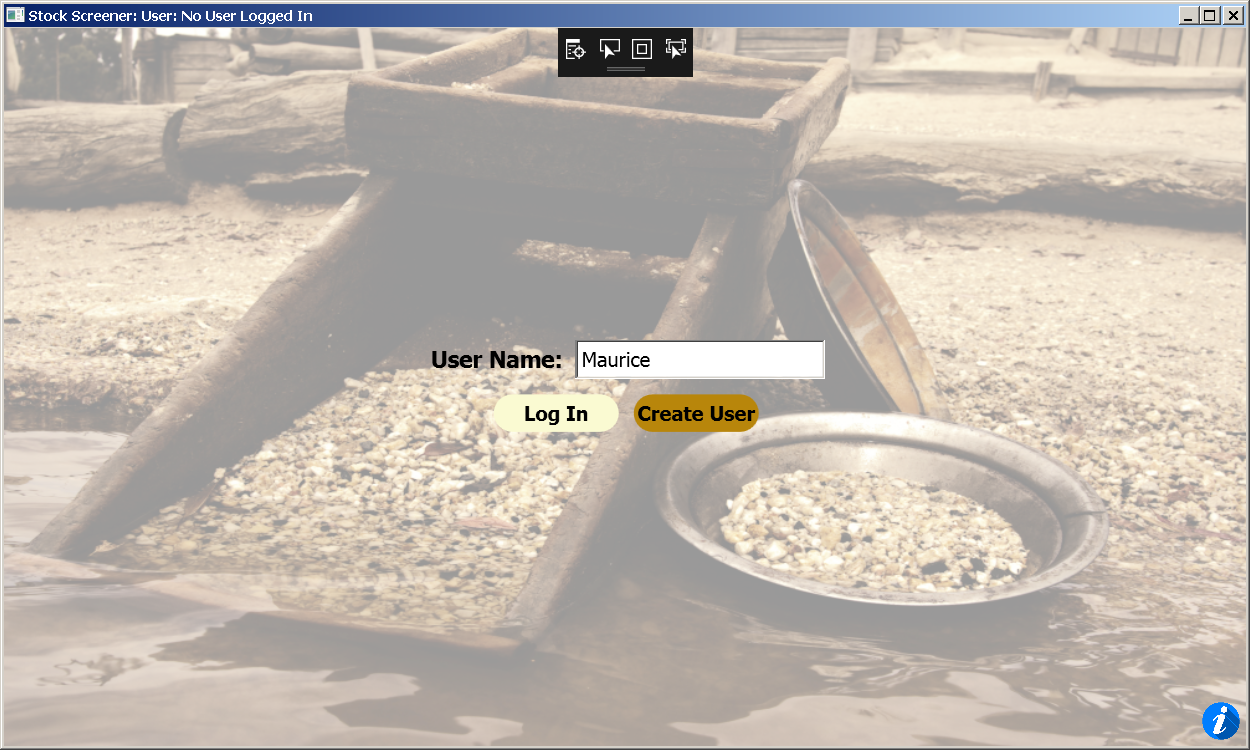 Stock Screener: User: No User Logged In
User Name: Maurice
Log In Create User
i